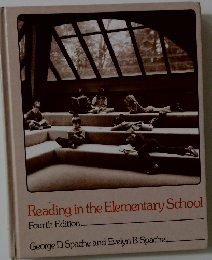 Reading in the Elementary School
Fourth Edition
George D Spache and Evelyn B Spache